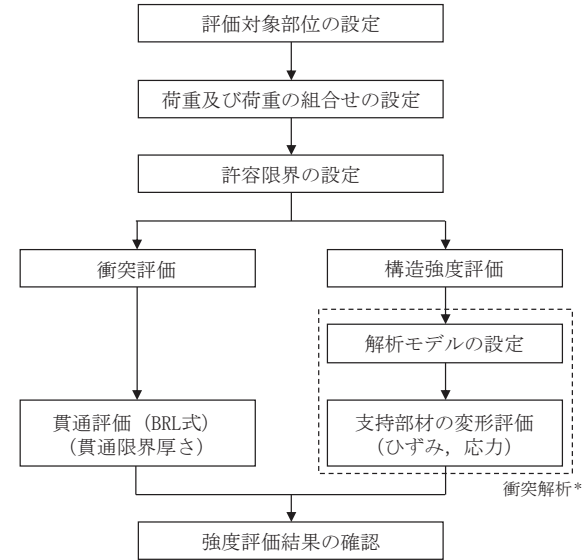 評価対象部位の設定
荷重及び荷重の組合せの設定
許容限界の設定
衝突評価
構造強度評価
解析モデルの設定
貫通評価（BRL式）
（貫通限界厚さ）
支持部材の変形評価
（ひずみ，応力）
衝突解析*
強度評価結果の確認